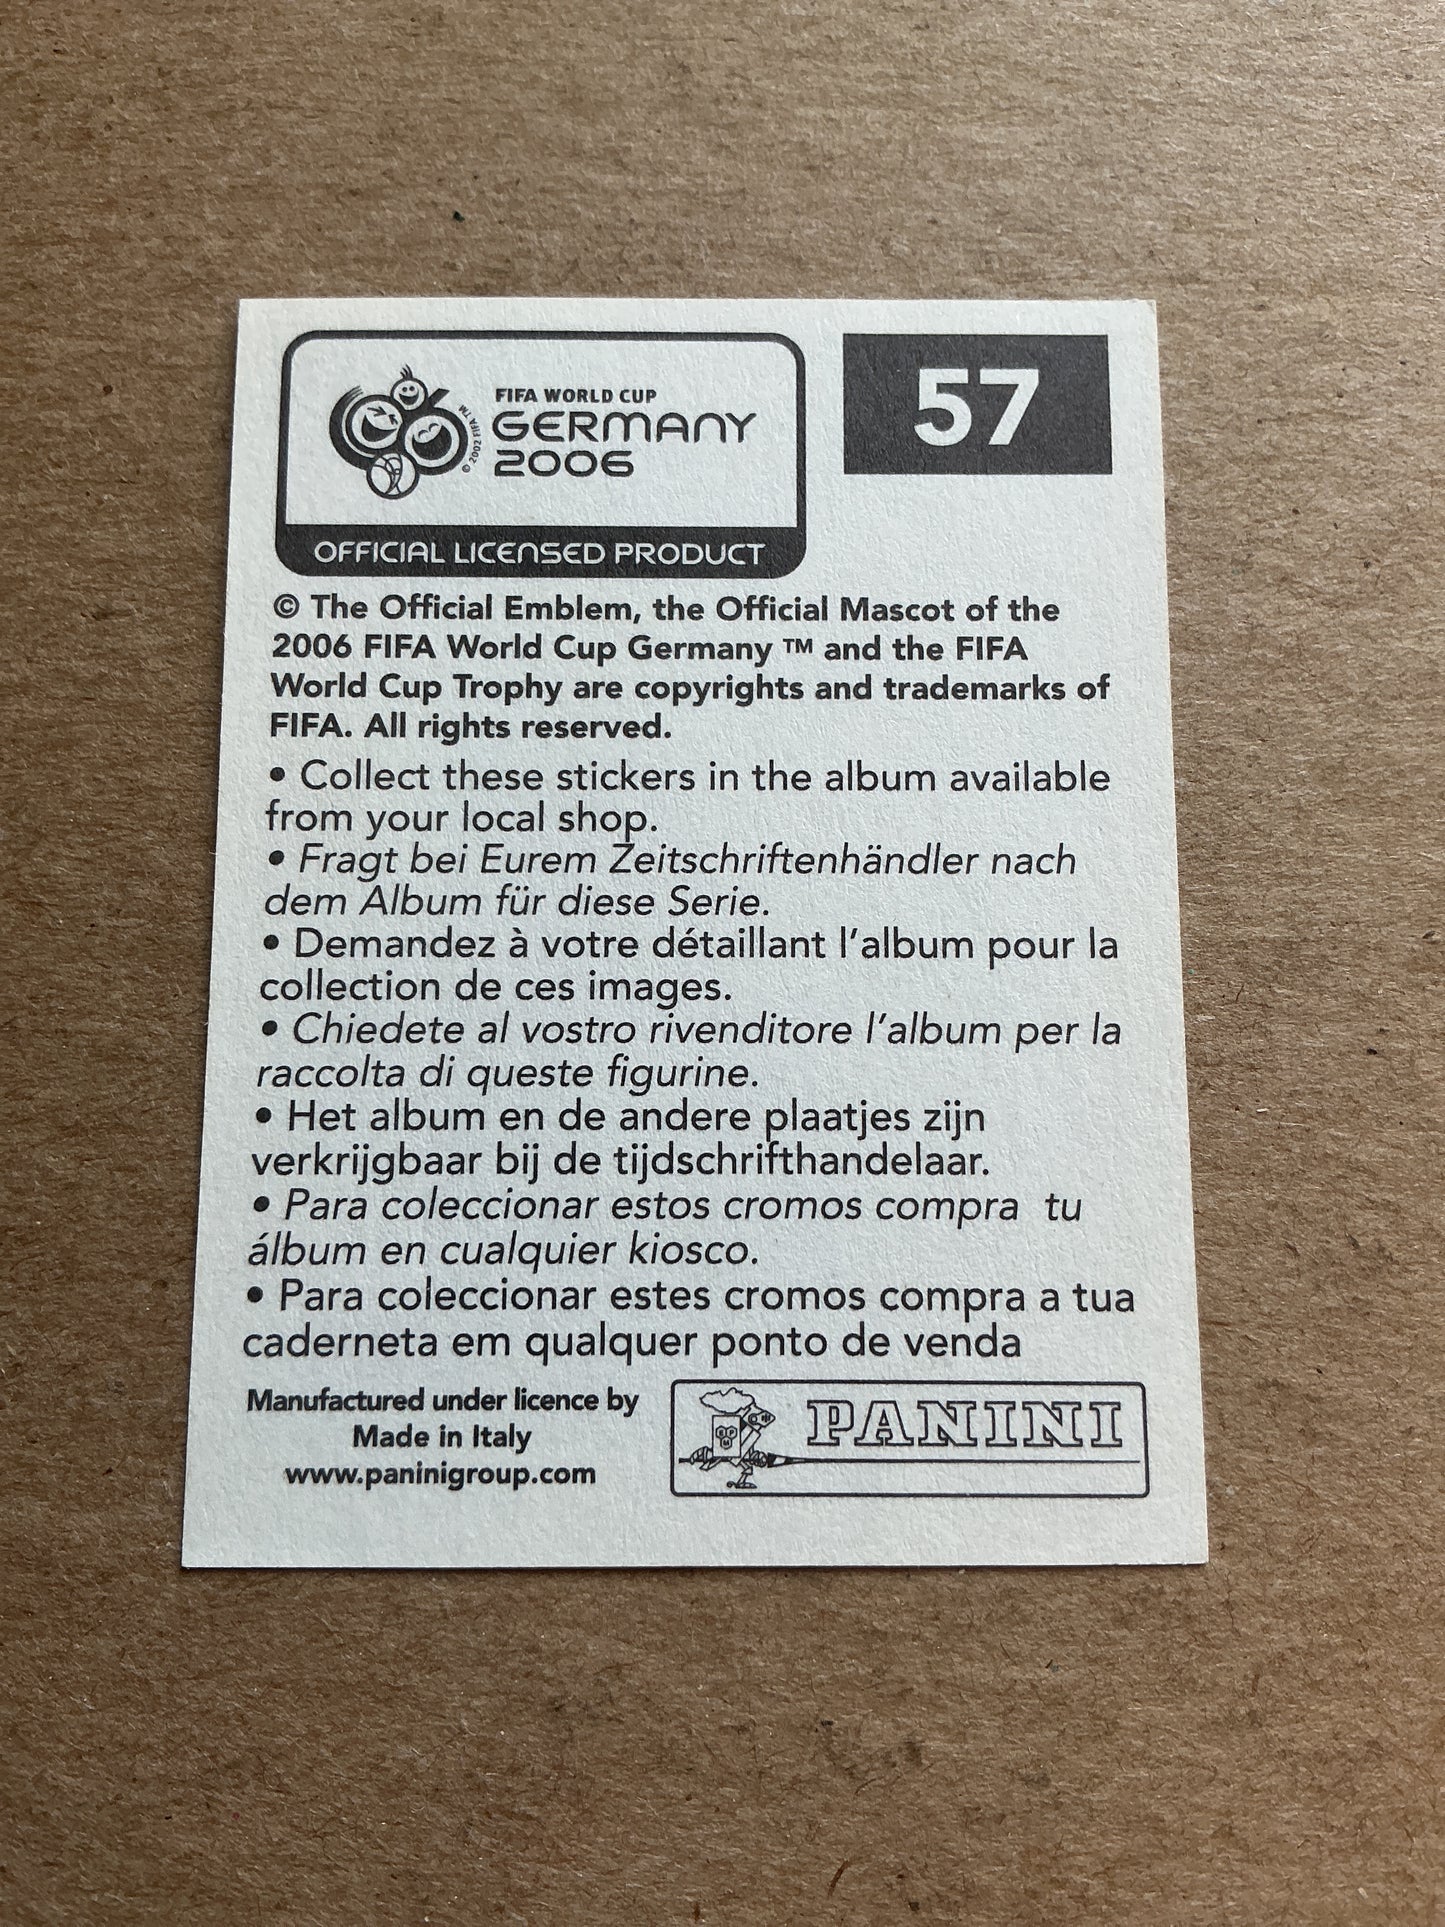 FIFA WORLD CUP
GERMANY
2006
© 2002 FIFA TM
OFFICIAL LICENSED PRODUCT
57
© The Official Emblem, the Official Mascot of the
2006 FIFA World Cup Germany ™ and the FIFA
World Cup Trophy are copyrights and trademarks of
FIFA. All rights reserved.
• Collect these stickers in the album available
from your local shop.
• Fragt bei Eurem Zeitschriftenhändler nach
dem Album für diese Serie.
• Demandez à votre détaillant l'album pour la
collection de ces images.
• Chiedete al vostro rivenditore l'album per la
raccolta di queste figurine.
• Het album en de andere plaatjes zijn
verkrijgbaar bij de tijdschrifthandelaar.
• Para coleccionar estos cromos compra tu
álbum en cualquier kiosco.
• Para coleccionar estes cromos compra a tua
caderneta em qualquer ponto de venda
Manufactured under licence by
Made in Italy
www.paninigroup.com
PANINI